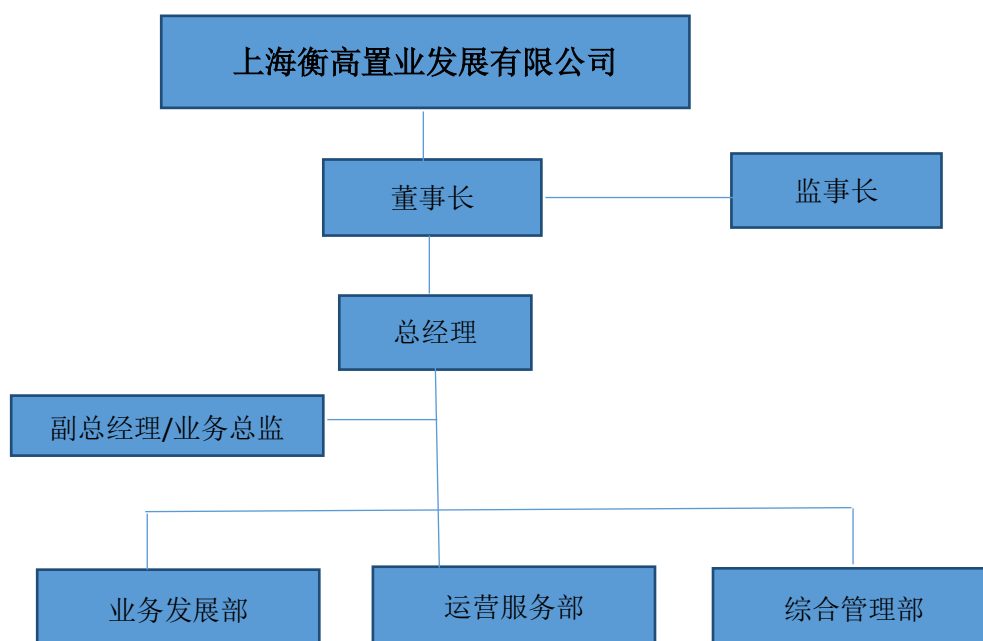 上海衡高置业发展有限公司
董事长
监事长
总经理
副总经理/业务总监
业务发展部
运营服务部
综合管理部